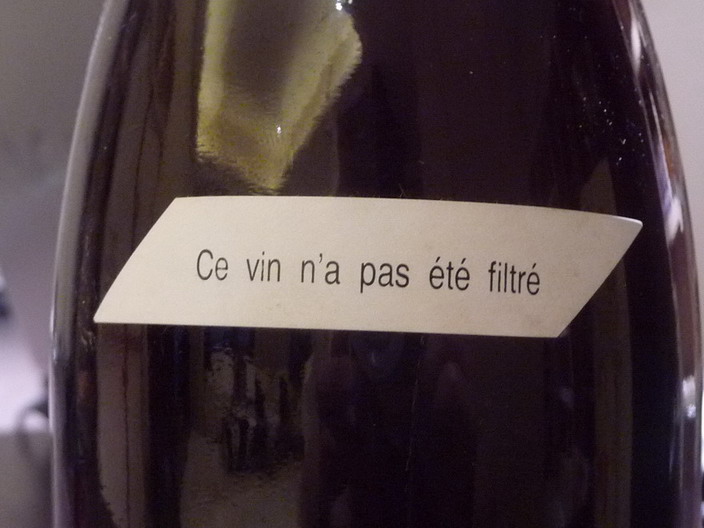 Ce vin n'a pas été filtré